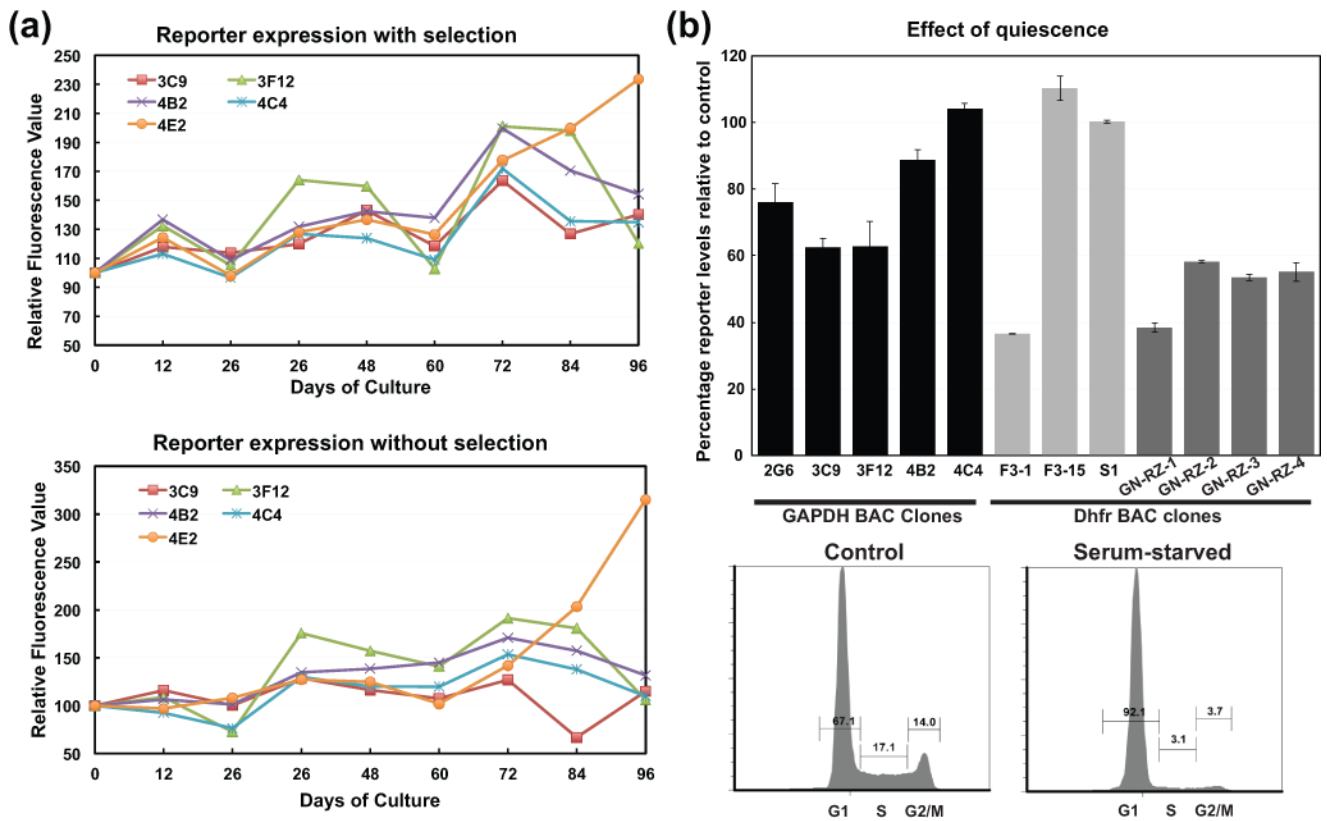 (a)
Reporter expression with selection
Relative Fluorescence Value
250
230
210
190
170
150
130
110
90
70
50
3C9 3F12
4B2 4C4
4E2
0 12 26 26 48 60 72 84 96
Days of Culture
Reporter expression without selection
Relative Fluorescence Value
350
300
250
200
150
100
50
3C9 3F12
4B2 4C4
4E2
0 12 26 26 48 60 72 84 96
Days of Culture
(b)
Effect of quiescence
Percentage reporter levels relative to control
120
100
80
60
40
20
0
2G6 3C9 3F12 4B2 4C4 F3-1 F3-15 S1 GN-RZ-1 GN-RZ-2 GN-RZ-3 GN-RZ-4
GAPDH BAC Clones Dhfr BAC clones
Control
67.1
17.1
14.0
G1 S G2/M
Serum-starved
92.1
3.1
3.7
G1 S G2/M